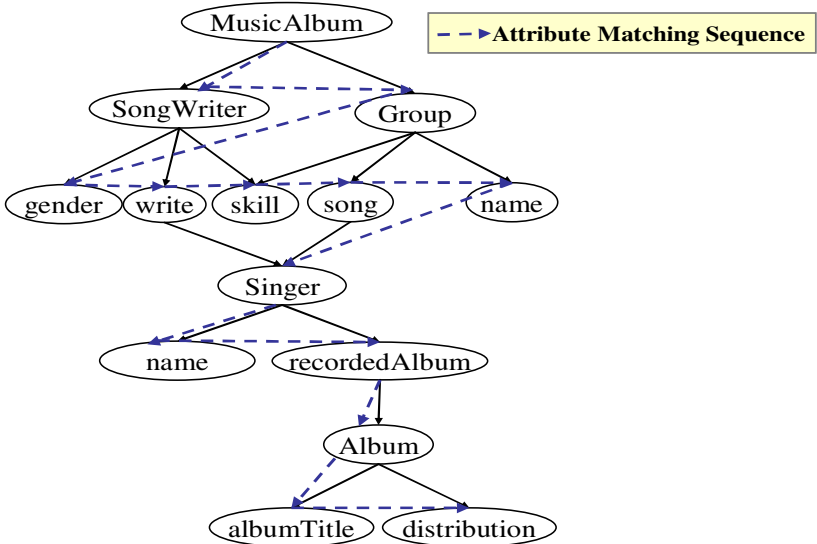 MusicAlbum
Attribute Matching Sequence
SongWriter
Group
gender
write
skill
song
name
Singer
name
recordedAlbum
Album
albumTitle
distribution